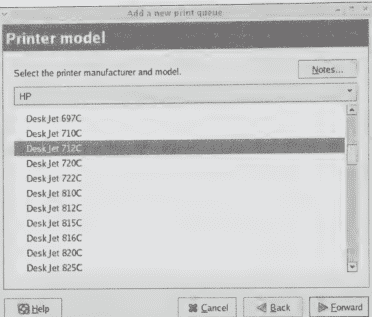 Add a new print queue
Printer model
Select the printer manufacturer and model.
Notes...
HP
DeskJet 697C
DeskJet 710C
DeskJet 712C
DeskJet 720C
DeskJet 722C
DeskJet 810C
DeskJet 812C
DeskJet 815C
DeskJet 816C
DeskJet 820C
DeskJet 825C
Help
Cancel
Back
Forward